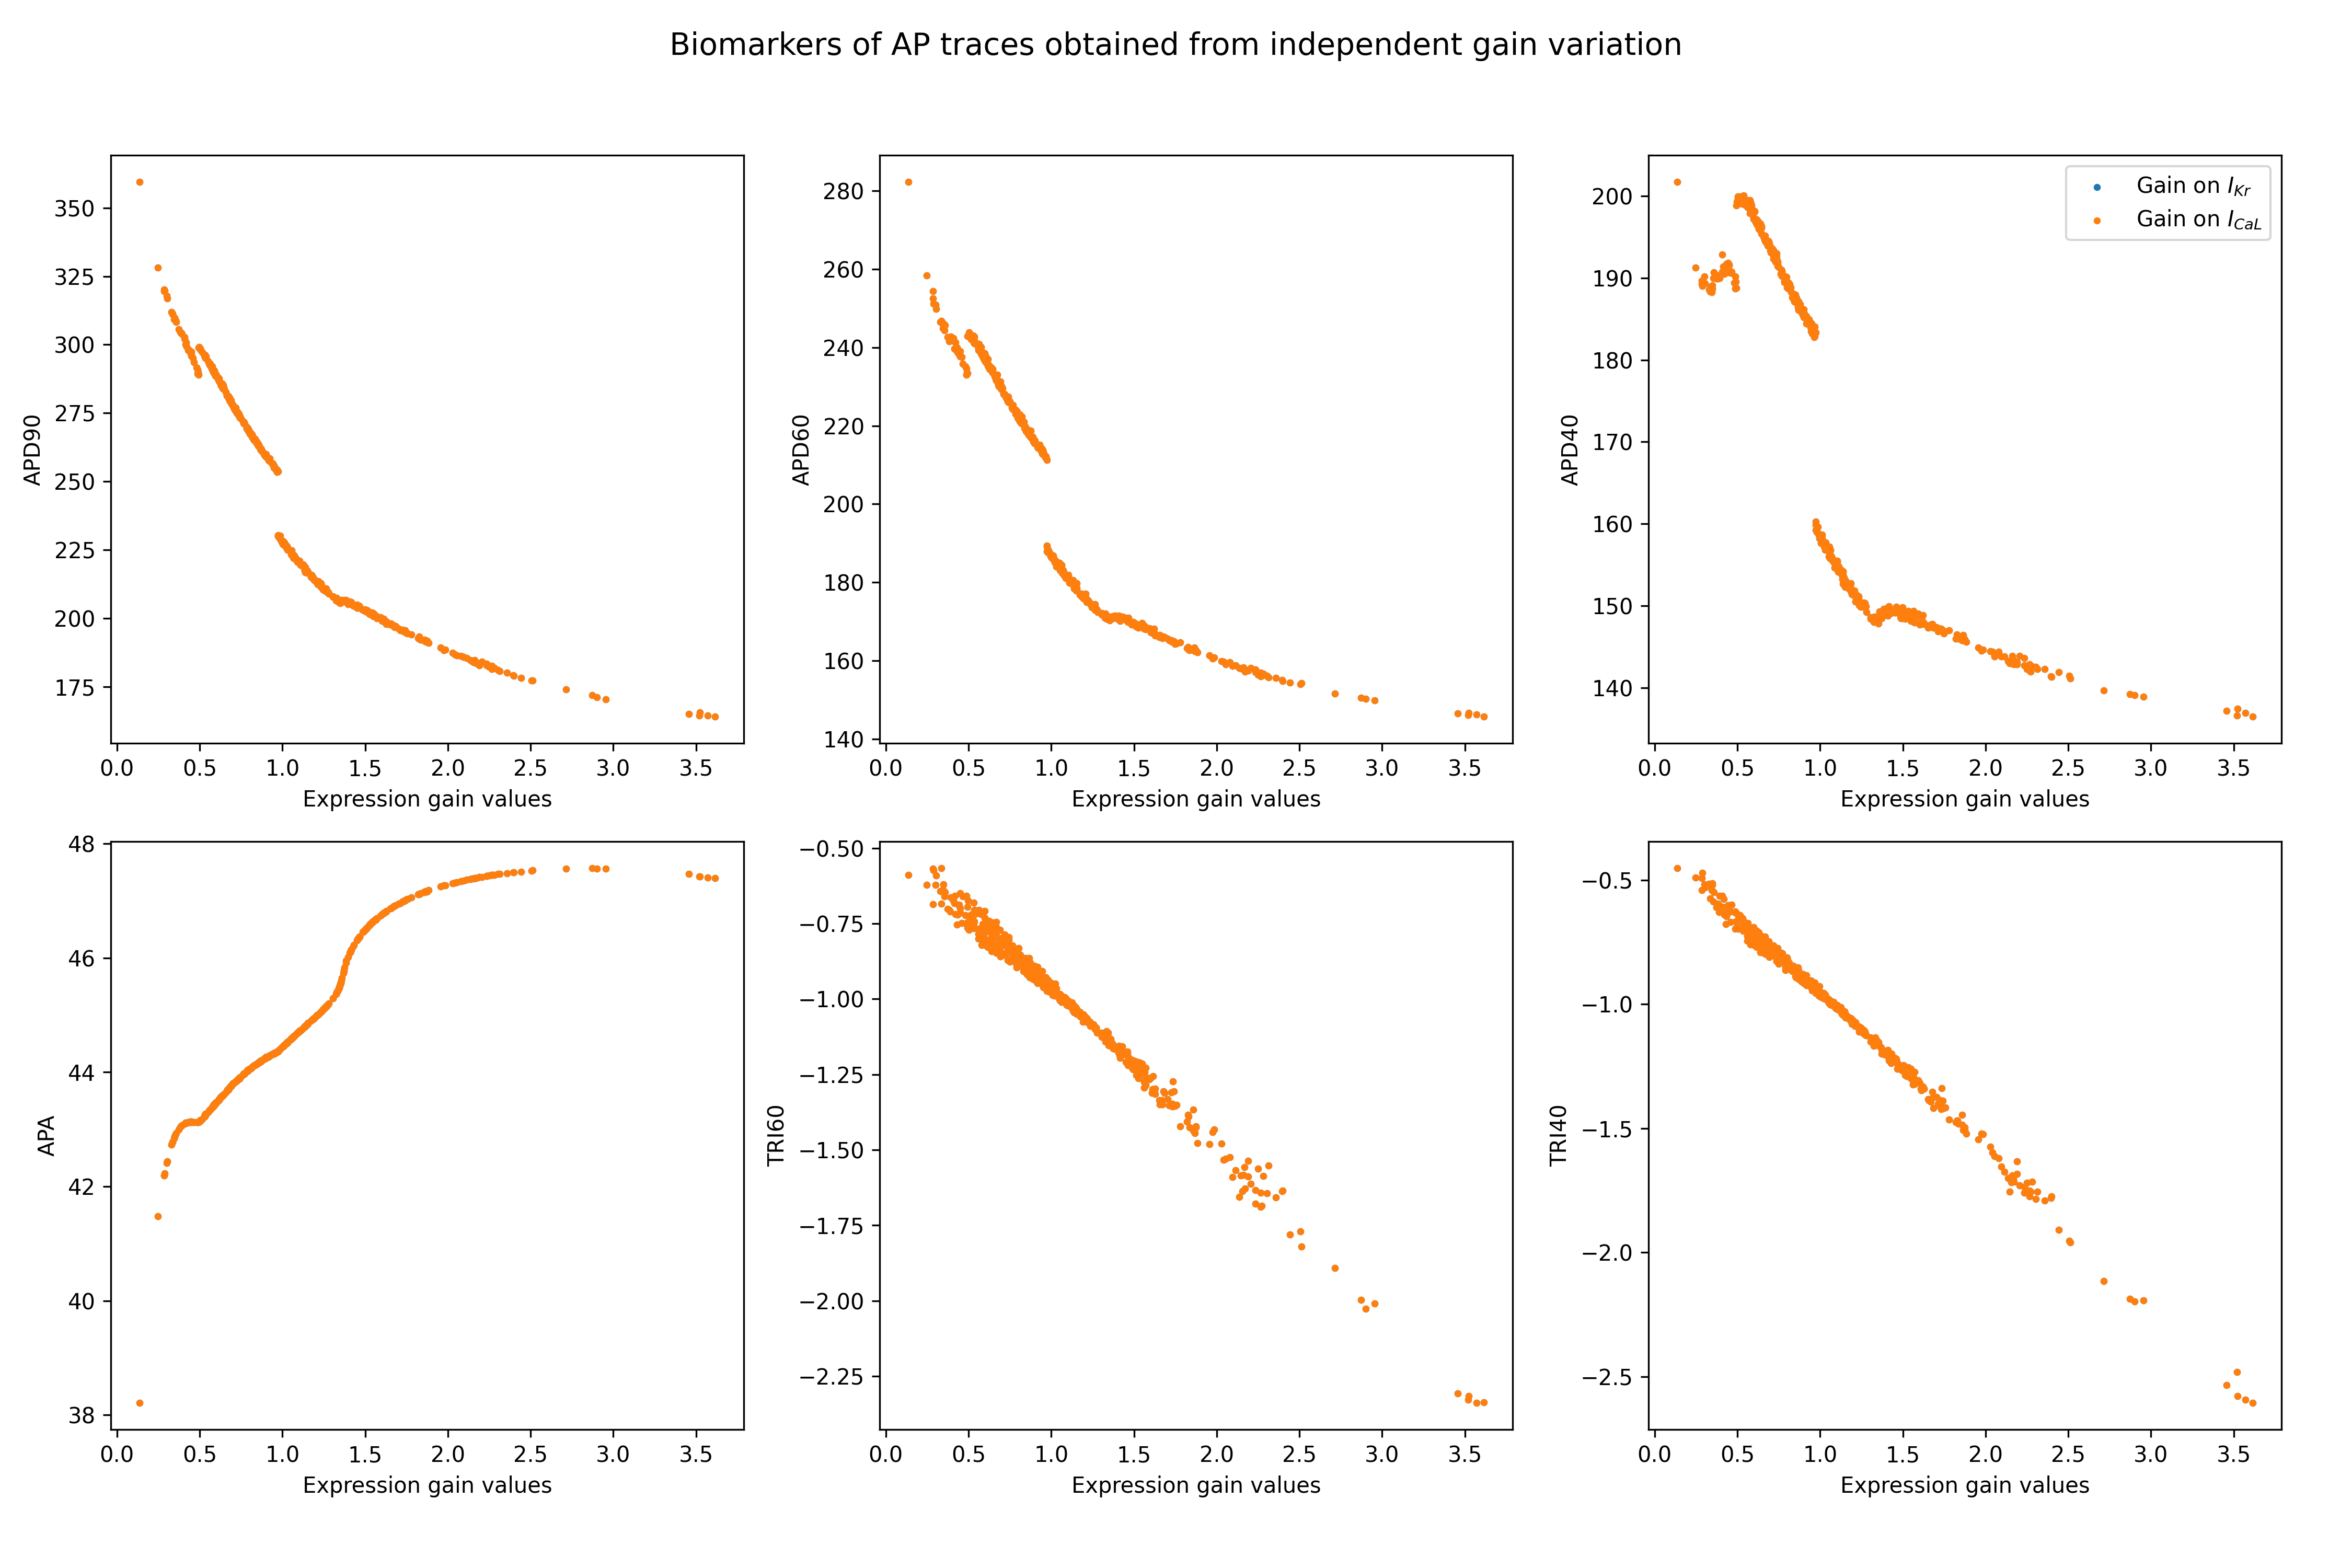 Biomarkers of AP traces obtained from independent gain variation
APD90
350
325
300
275
250
225
200
175
0.0 0.5 1.0 1.5 2.0 2.5 3.0 3.5
Expression gain values
APD60
280
260
240
220
200
180
160
140
0.0 0.5 1.0 1.5 2.0 2.5 3.0 3.5
Expression gain values
APD40
200
190
180
170
160
150
140
Gain on I_Kr
Gain on I_CaL
0.0 0.5 1.0 1.5 2.0 2.5 3.0 3.5
Expression gain values
APA
48
46
44
42
40
38
0.0 0.5 1.0 1.5 2.0 2.5 3.0 3.5
Expression gain values
TRI60
−0.50
−0.75
−1.00
−1.25
−1.50
−1.75
−2.00
−2.25
0.0 0.5 1.0 1.5 2.0 2.5 3.0 3.5
Expression gain values
TRI40
−0.5
−1.0
−1.5
−2.0
−2.5
0.0 0.5 1.0 1.5 2.0 2.5 3.0 3.5
Expression gain values